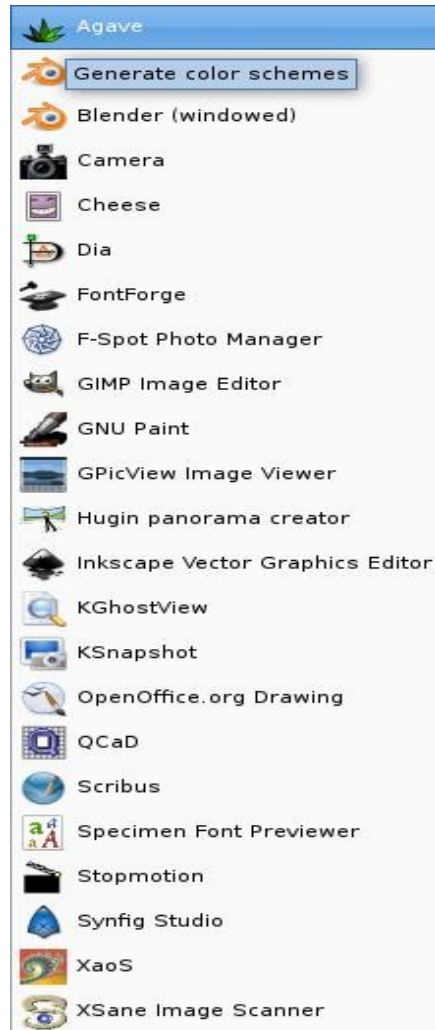 Agave
Generate color schemes
Blender (windowed)
Camera
Cheese
Dia
FontForge
F-Spot Photo Manager
GIMP Image Editor
GNU Paint
GPicView Image Viewer
Hugin panorama creator
Inkscape Vector Graphics Editor
KGhostView
KSnapshot
OpenOffice.org Drawing
QCaD
Scribus
Specimen Font Previewer
Stopmotion
Synfig Studio
XaoS
XSane Image Scanner